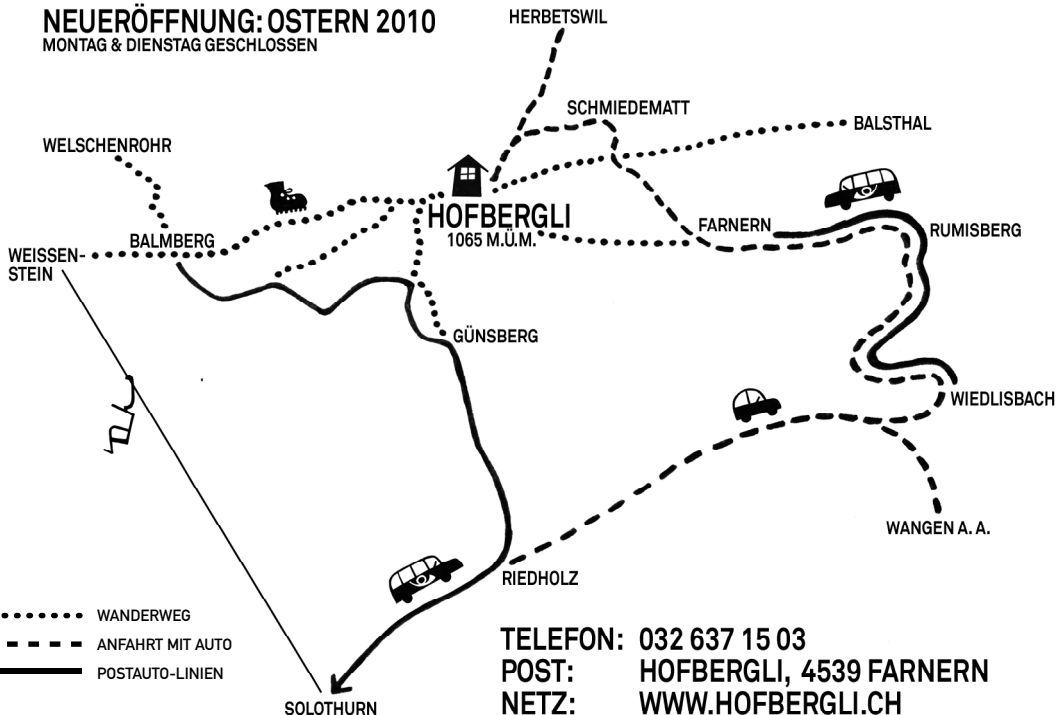 NEUERÖFFNUNG: OSTERN 2010
MONTAG & DIENSTAG GESCHLOSSEN
HERBETSWIL
SCHMIEDEMATT
BALSTHAL
WELSCHENROHR
HOFBERGLI
1065 M.Ü.M.
FARNERN
RUMISBERG
BALMBERG
WEISSEN-
STEIN
GÜNSBERG
WIEDLISBACH
WANGEN A. A.
RIEDHOLZ
WANDERWEG
ANFAHRT MIT AUTO
POSTAUTO-LINIEN
SOLOTHURN
TELEFON: 032 637 15 03
POST: HOFBERGLI, 4539 FARNERN
NETZ: WWW.HOFBERGLI.CH